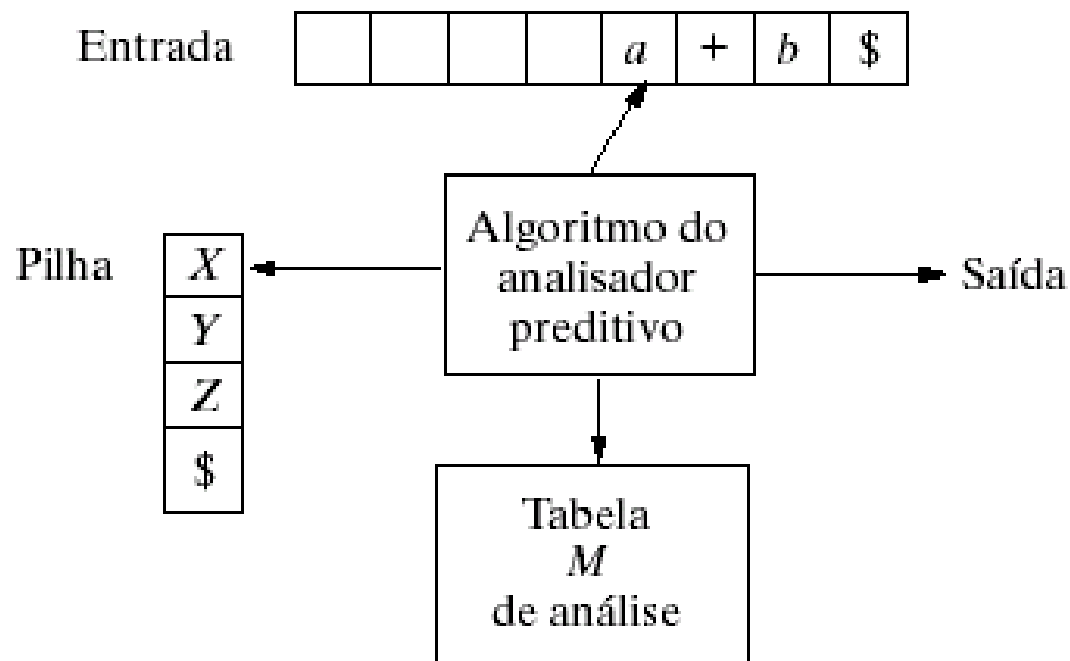 Entrada a + b $
Algoritmo do
analisador
preditivo
Pilha X
Y
Z
$
Saída
Tabela
M
de análise